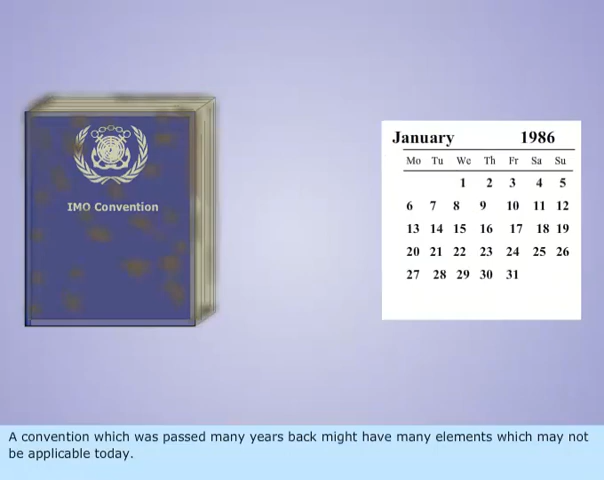 IMO Convention
January 1986
Mo Tu We Th Fr Sa Su
1 2 3 4 5
6 7 8 9 10 11 12
13 14 15 16 17 18 19
20 21 22 23 24 25 26
27 28 29 30 31
A convention which was passed many years back might have many elements which may not
be applicable today.